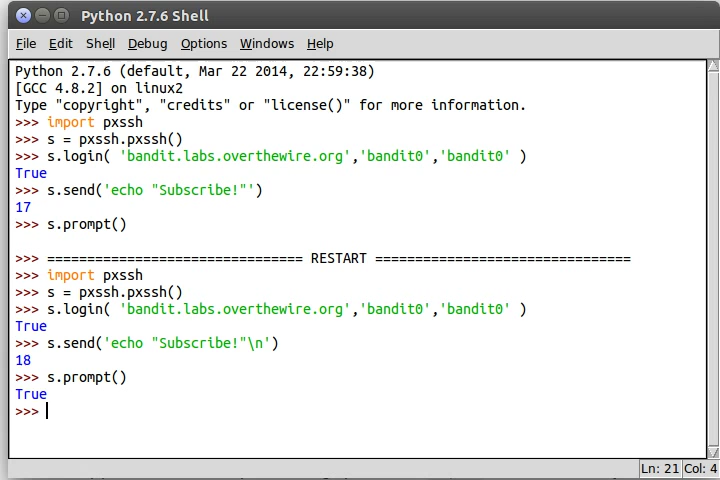 Python 2.7.6 Shell
File Edit Shell Debug Options Windows Help
Python 2.7.6 (default, Mar 22 2014, 22:59:38)
[GCC 4.8.2] on linux2
Type "copyright", "credits" or "license()" for more information.
>>> import pxssh
>>> s = pxssh.pxssh()
>>> s.login( 'bandit.labs.overthewire.org','bandit0','bandit0' )
True
>>> s.send('echo "Subscribe!"')
17
>>> s.prompt()
>>> ================================ RESTART ================================
>>> import pxssh
>>> s = pxssh.pxssh()
>>> s.login( 'bandit.labs.overthewire.org','bandit0','bandit0' )
True
>>> s.send('echo "Subscribe!"\n')
18
>>> s.prompt()
True
>>>
Ln: 21 Col: 4